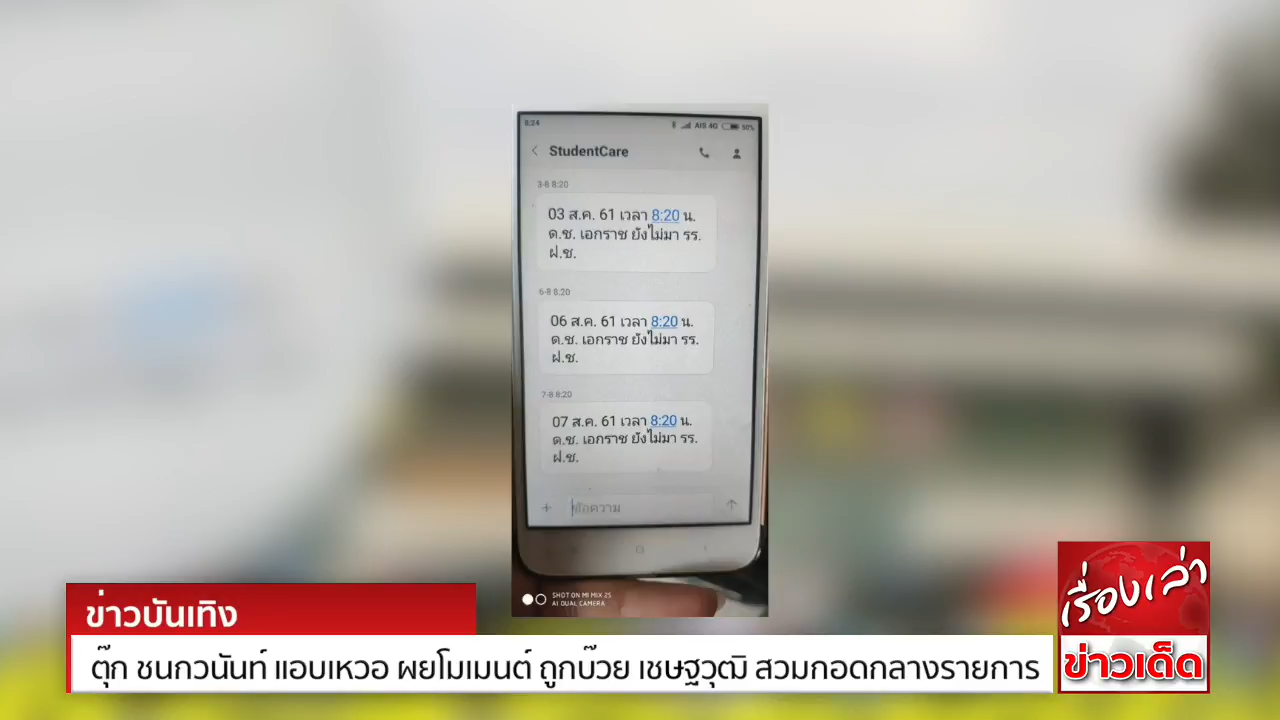 8:24
AIS 4G
50%
StudentCare
3-8 8:20
03 ส.ค. 61 เวลา 8:20 น.
ด.ช. เอกราช ยังไม่มา รร.
ฝ.ช.
6-8 8:20
06 ส.ค. 61 เวลา 8:20 น.
ด.ช. เอกราช ยังไม่มา รร.
ฝ.ช.
7-8 8:20
07 ส.ค. 61 เวลา 8:20 น.
ด.ช. เอกราช ยังไม่มา รร.
ฝ.ช.
ข้อความ
SHOT ON MI MIX 2S
AI DUAL CAMERA
ข่าวบันเทิง
ตุ๊ก ชนกวนันท์ แอบเหวอ ผยโมเมนต์ ถูกบ๊วย เชษฐวุฒิ สวมกอดกลางรายการ
เรื่องเล่า
ข่าวเด็ด